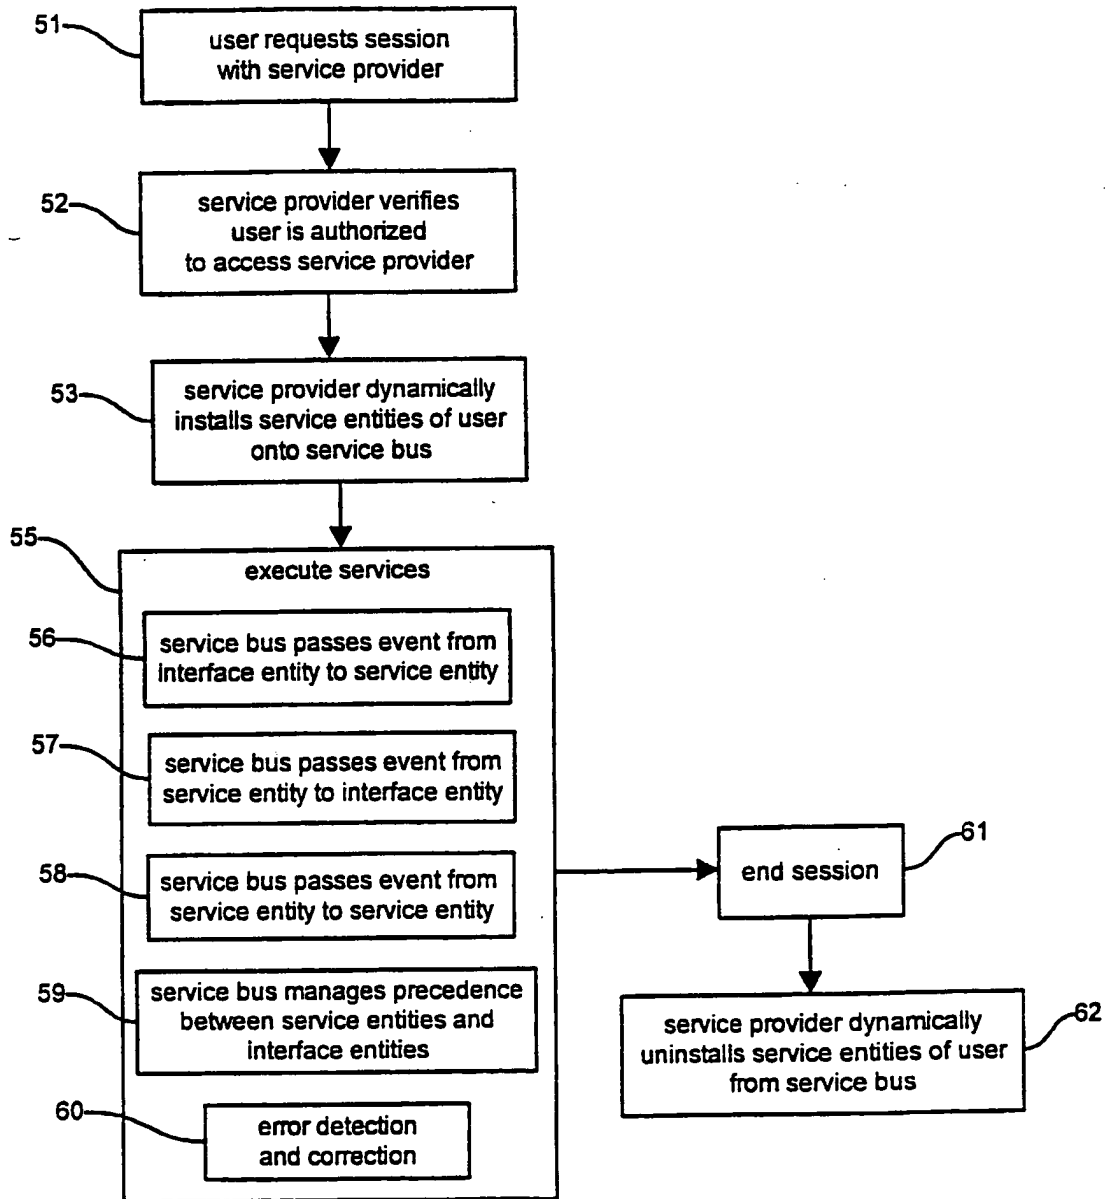 51
user requests session
with service provider
52
service provider verifies
user is authorized
to access service provider
53
service provider dynamically
installs service entities of user
onto service bus
55
execute services
56
service bus passes event from
interface entity to service entity
57
service bus passes event from
service entity to interface entity
58
service bus passes event from
service entity to service entity
59
service bus manages precedence
between service entities and
interface entities
60
error detection
and correction
61
end session
62
service provider dynamically
uninstalls service entities of user
from service bus